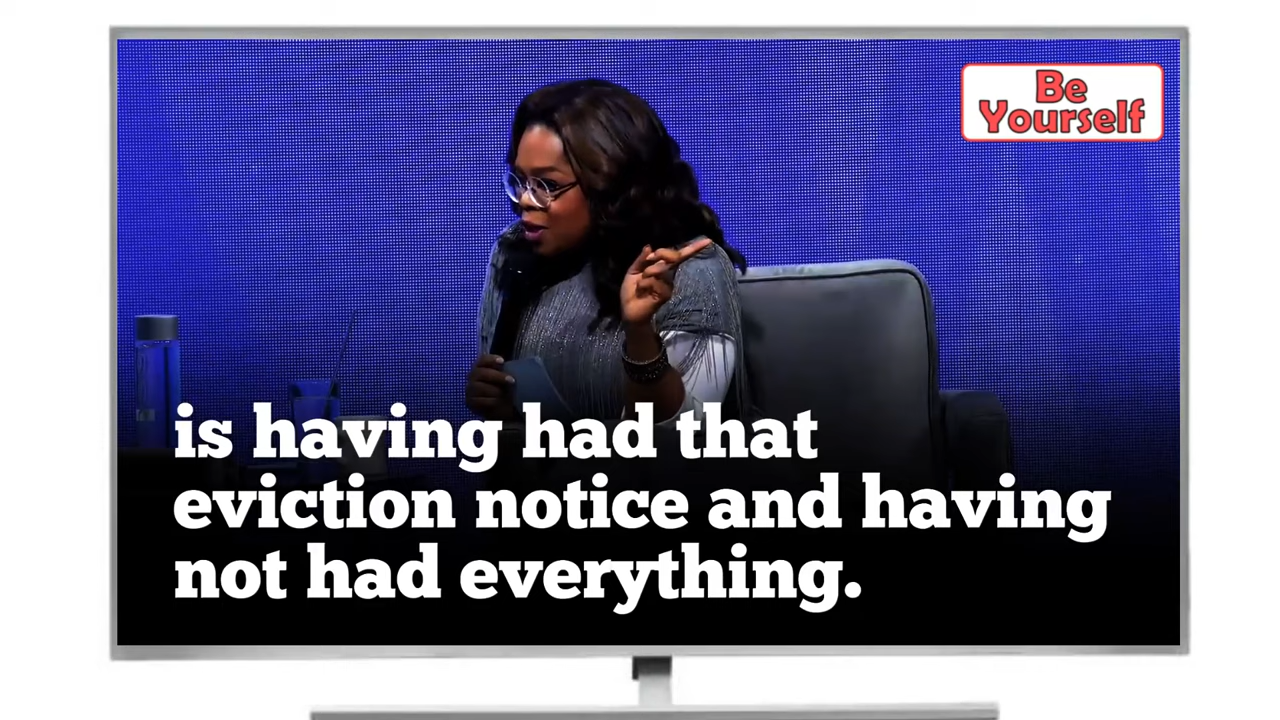 Be
Yourself
is having had that
eviction notice and having
not had everything.